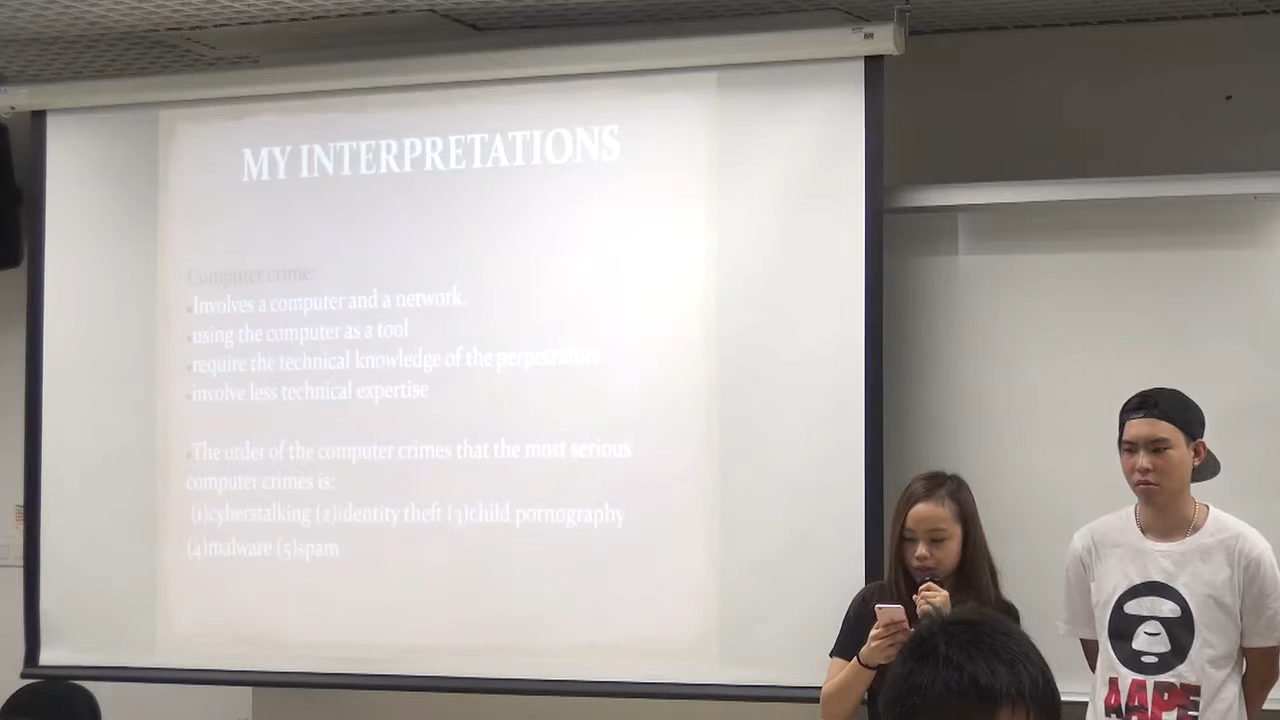 MY INTERPRETATIONS
Computer crime:
•Involves a computer and a network.
•using the computer as a tool
•require the technical knowledge of the perpetrators
•involve less technical expertise
•The order of the computer crimes that the most serious
computer crimes is:
(1)cyberstalking (2)identity theft (3)child pornography
(4)malware (5)spam
AAPE